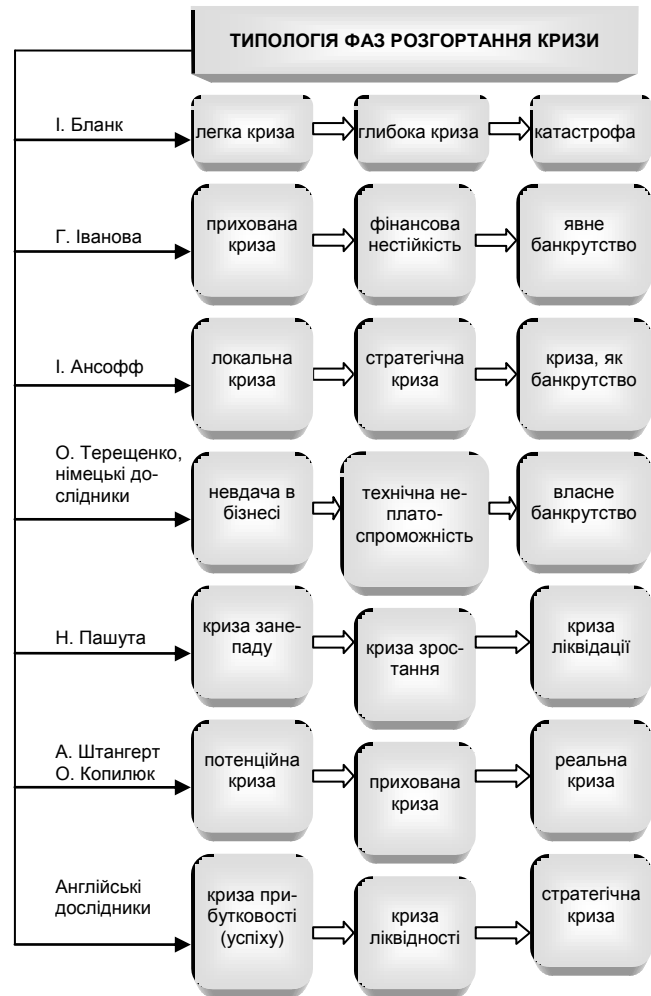 ТИПОЛОГІЯ ФАЗ РОЗГОРТАННЯ КРИЗИ
І. Бланк
легка криза
глибока криза
катастрофа
Г. Іванова
прихована
криза
фінансова
нестійкість
явне
банкрутство
І. Ансофф
локальна
криза
стратегічна
криза
криза, як
банкрутство
О. Терещенко,
німецькі до-
слідники
невдача в
бізнесі
технічна не-
плато-
спроможність
власне
банкрутство
Н. Пашута
криза зане-
паду
криза зрос-
тання
криза
ліквідації
А. Штангерт
О. Копилюк
потенційна
криза
прихована
криза
реальна
криза
Англійські
дослідники
криза при-
бутковості
(успіху)
криза
ліквідності
стратегічна
криза